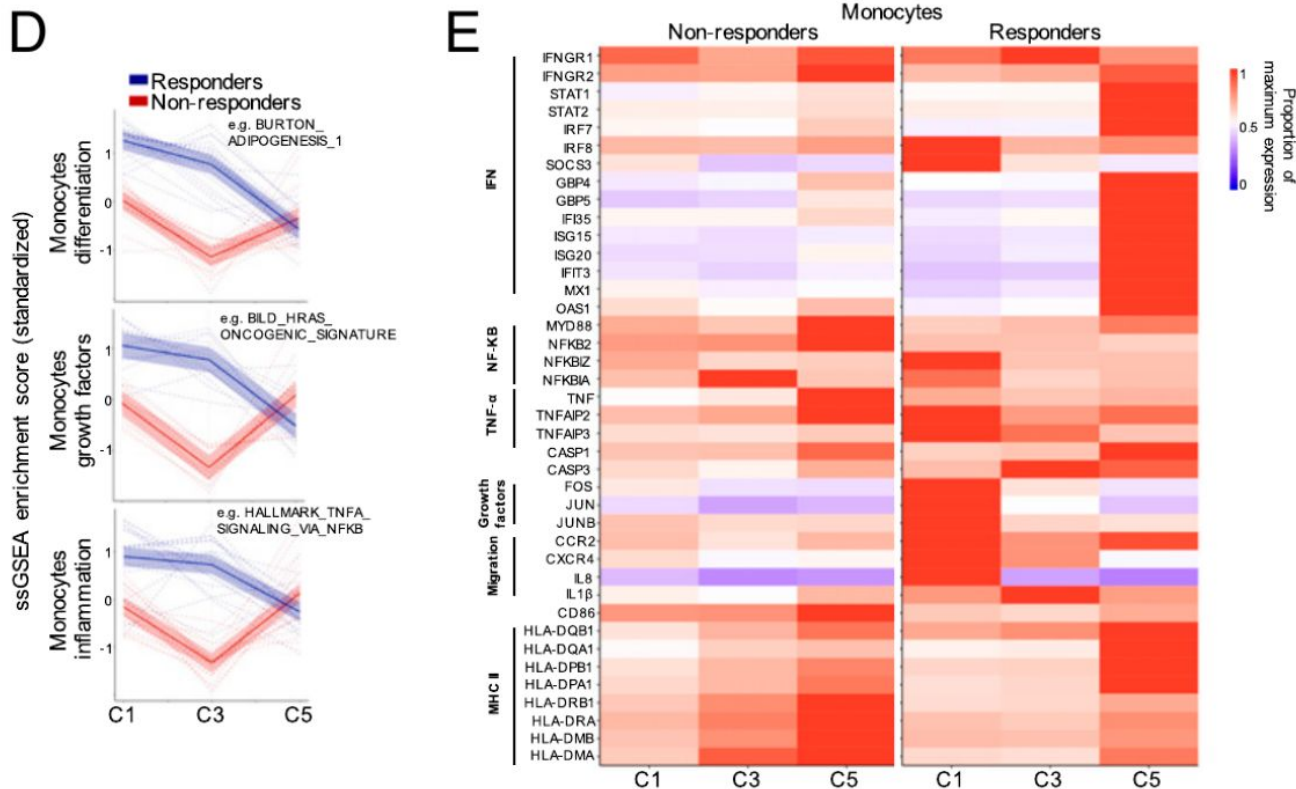 D
Responders
Non-responders
ssGSEA enrichment score (standardized)
Monocytes
differentiation
e.g. BURTON_
ADIPOGENESIS_1
1
0
-1
Monocytes
growth factors
e.g. BILD_HRAS_
ONCOGENIC_SIGNATURE
1
0
-1
Monocytes
inflammation
e.g. HALLMARK_TNFA_
SIGNALING_VIA_NFKB
1
0
-1
C1 C3 C5
E
Monocytes
Non-responders Responders
IFN
IFNGR1
IFNGR2
STAT1
STAT2
IRF7
IRF8
SOCS3
GBP4
GBP5
IFI35
ISG15
ISG20
IFIT3
MX1
OAS1
NF-KB
MYD88
NFKB2
NFKBIZ
NFKBIA
TNF-α
TNF
TNFAIP2
TNFAIP3
CASP1
CASP3
Growth
factors
FOS
JUN
JUNB
Migration
CCR2
CXCR4
IL8
IL1β
CD86
MHC II
HLA-DQB1
HLA-DQA1
HLA-DPB1
HLA-DPA1
HLA-DRB1
HLA-DRA
HLA-DMB
HLA-DMA
C1 C3 C5 C1 C3 C5
1
0.5
0
Proportion of
maximum expression